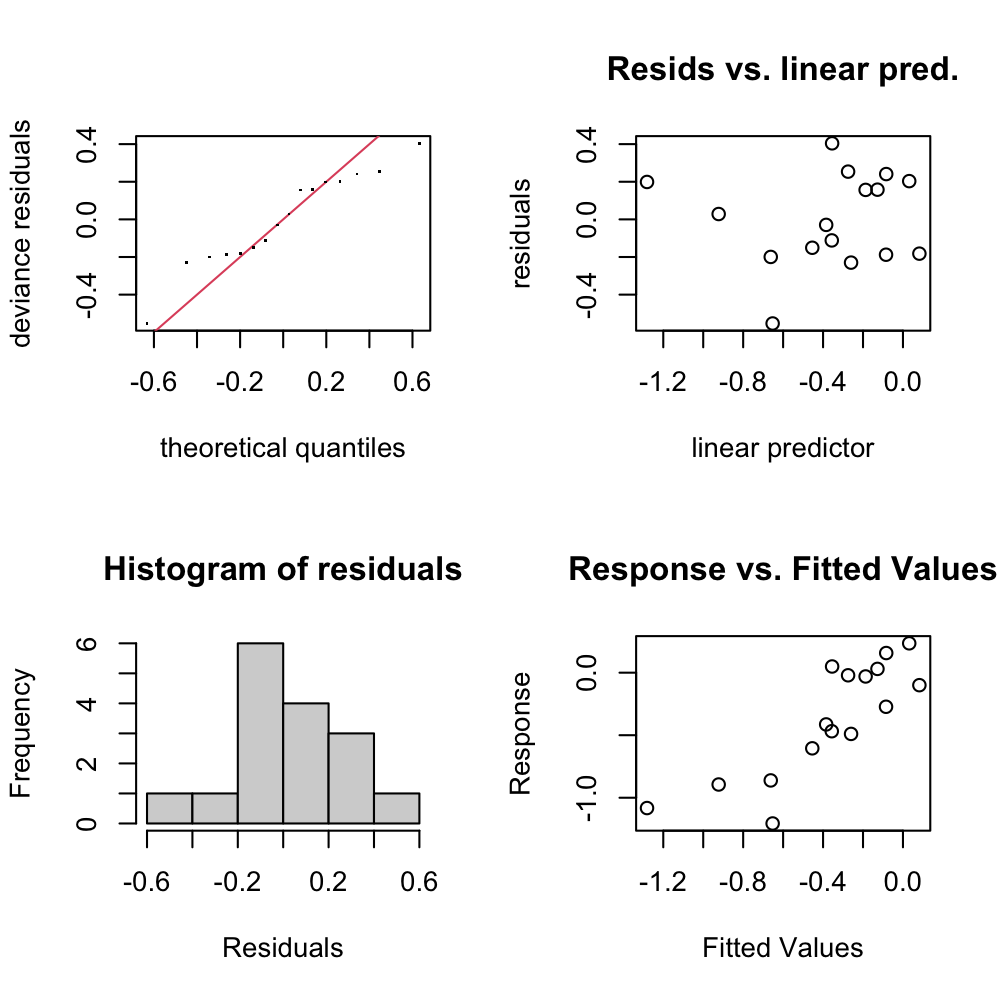 deviance residuals
0.4
0.0
-0.4
-0.6
-0.2
0.2
0.6
theoretical quantiles
Resids vs. linear pred.
residuals
0.4
0.0
-0.4
-1.2
-0.8
-0.4
0.0
linear predictor
Histogram of residuals
Frequency
6
4
2
0
-0.6
-0.2
0.2
0.6
Residuals
Response vs. Fitted Values
Response
0.0
-1.0
-1.2
-0.8
-0.4
0.0
Fitted Values